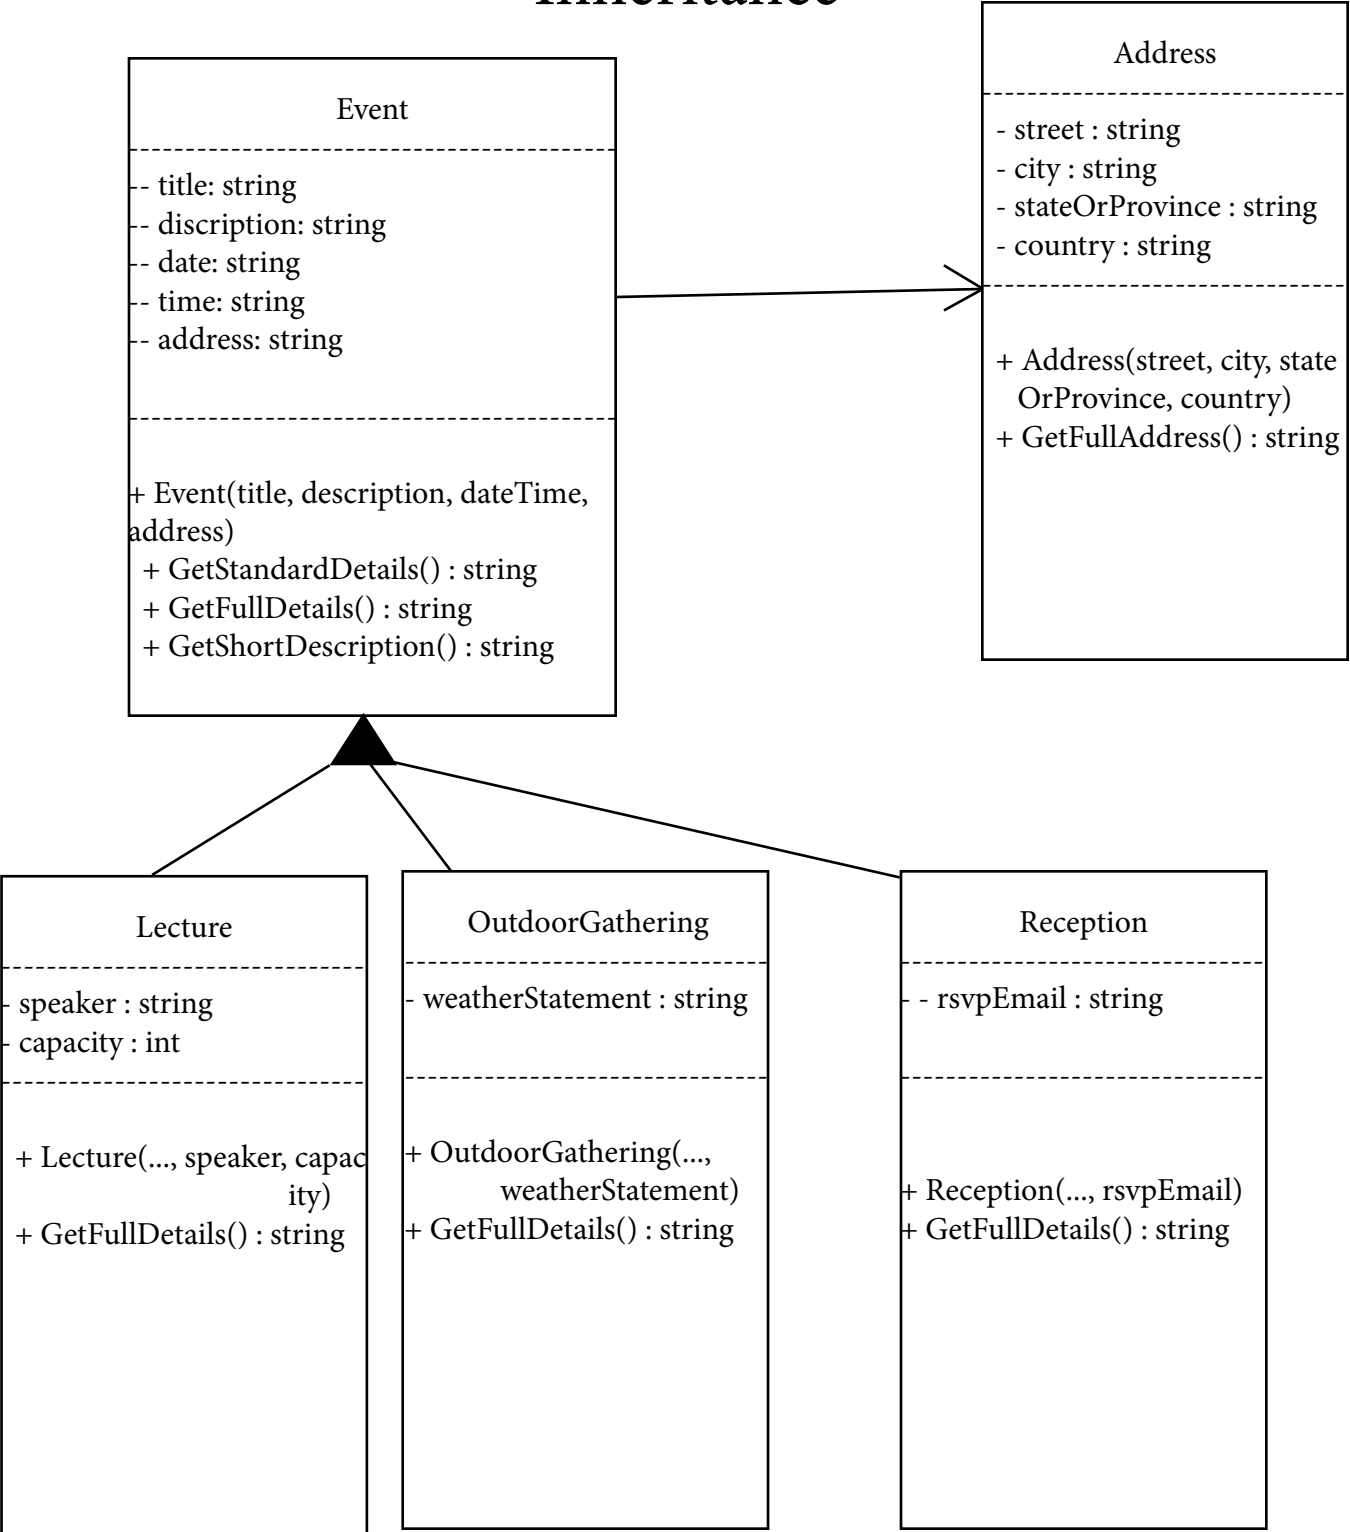 Inheritance
Event
-- title: string
-- discription: string
-- date: string
-- time: string
-- address: string
+ Event(title, description, dateTime,
address)
+ GetStandardDetails() : string
+ GetFullDetails() : string
+ GetShortDescription() : string
Address
- street : string
- city : string
- stateOrProvince : string
- country : string
+ Address(street, city, state
OrProvince, country)
+ GetFullAddress() : string
Lecture
- speaker : string
- capacity : int
+ Lecture(..., speaker, capac
ity)
+ GetFullDetails() : string
OutdoorGathering
- weatherStatement : string
+ OutdoorGathering(...,
weatherStatement)
+ GetFullDetails() : string
Reception
- - rsvpEmail : string
+ Reception(..., rsvpEmail)
+ GetFullDetails() : string